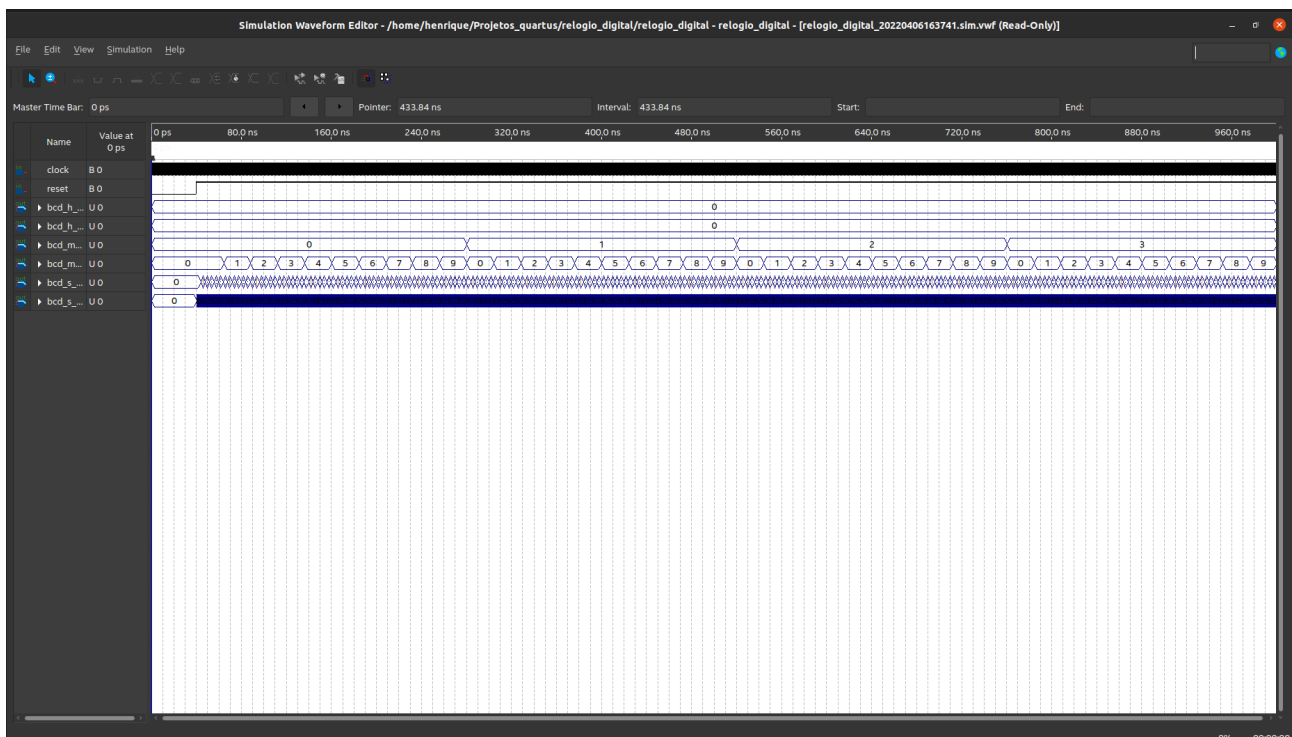 Simulation Waveform Editor - /home/henrique/Projetos_quartus/relogio_digital/relogio_digital - relogio_digital - [relogio_digital_20220406163741.sim.vwf (Read-Only)]
File Edit View Simulation Help
Master Time Bar: 0 ps Pointer: 433.84 ns Interval: 433.84 ns Start: End:
Name Value at 0 ps
0 ps 80.0 ns 160.0 ns 240.0 ns 320.0 ns 400.0 ns 480.0 ns 560.0 ns 640.0 ns 720.0 ns 800.0 ns 880.0 ns 960.0 ns
clock B 0
reset B 0
bcd_h_... U 0 0
bcd_h_... U 0 0
bcd_m... U 0 0 1 2 3
bcd_m... U 0 0 1 2 3 4 5 6 7 8 9 0 1 2 3 4 5 6 7 8 9 0 1 2 3 4 5 6 7 8 9 0 1 2 3 4 5 6 7 8 9
bcd_s_... U 0 0
bcd_s_... U 0 0